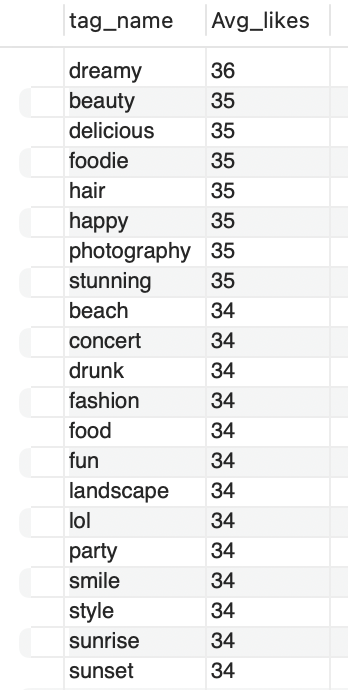 tag_name Avg_likes
dreamy 36
beauty 35
delicious 35
foodie 35
hair 35
happy 35
photography 35
stunning 35
beach 34
concert 34
drunk 34
fashion 34
food 34
fun 34
landscape 34
lol 34
party 34
smile 34
style 34
sunrise 34
sunset 34